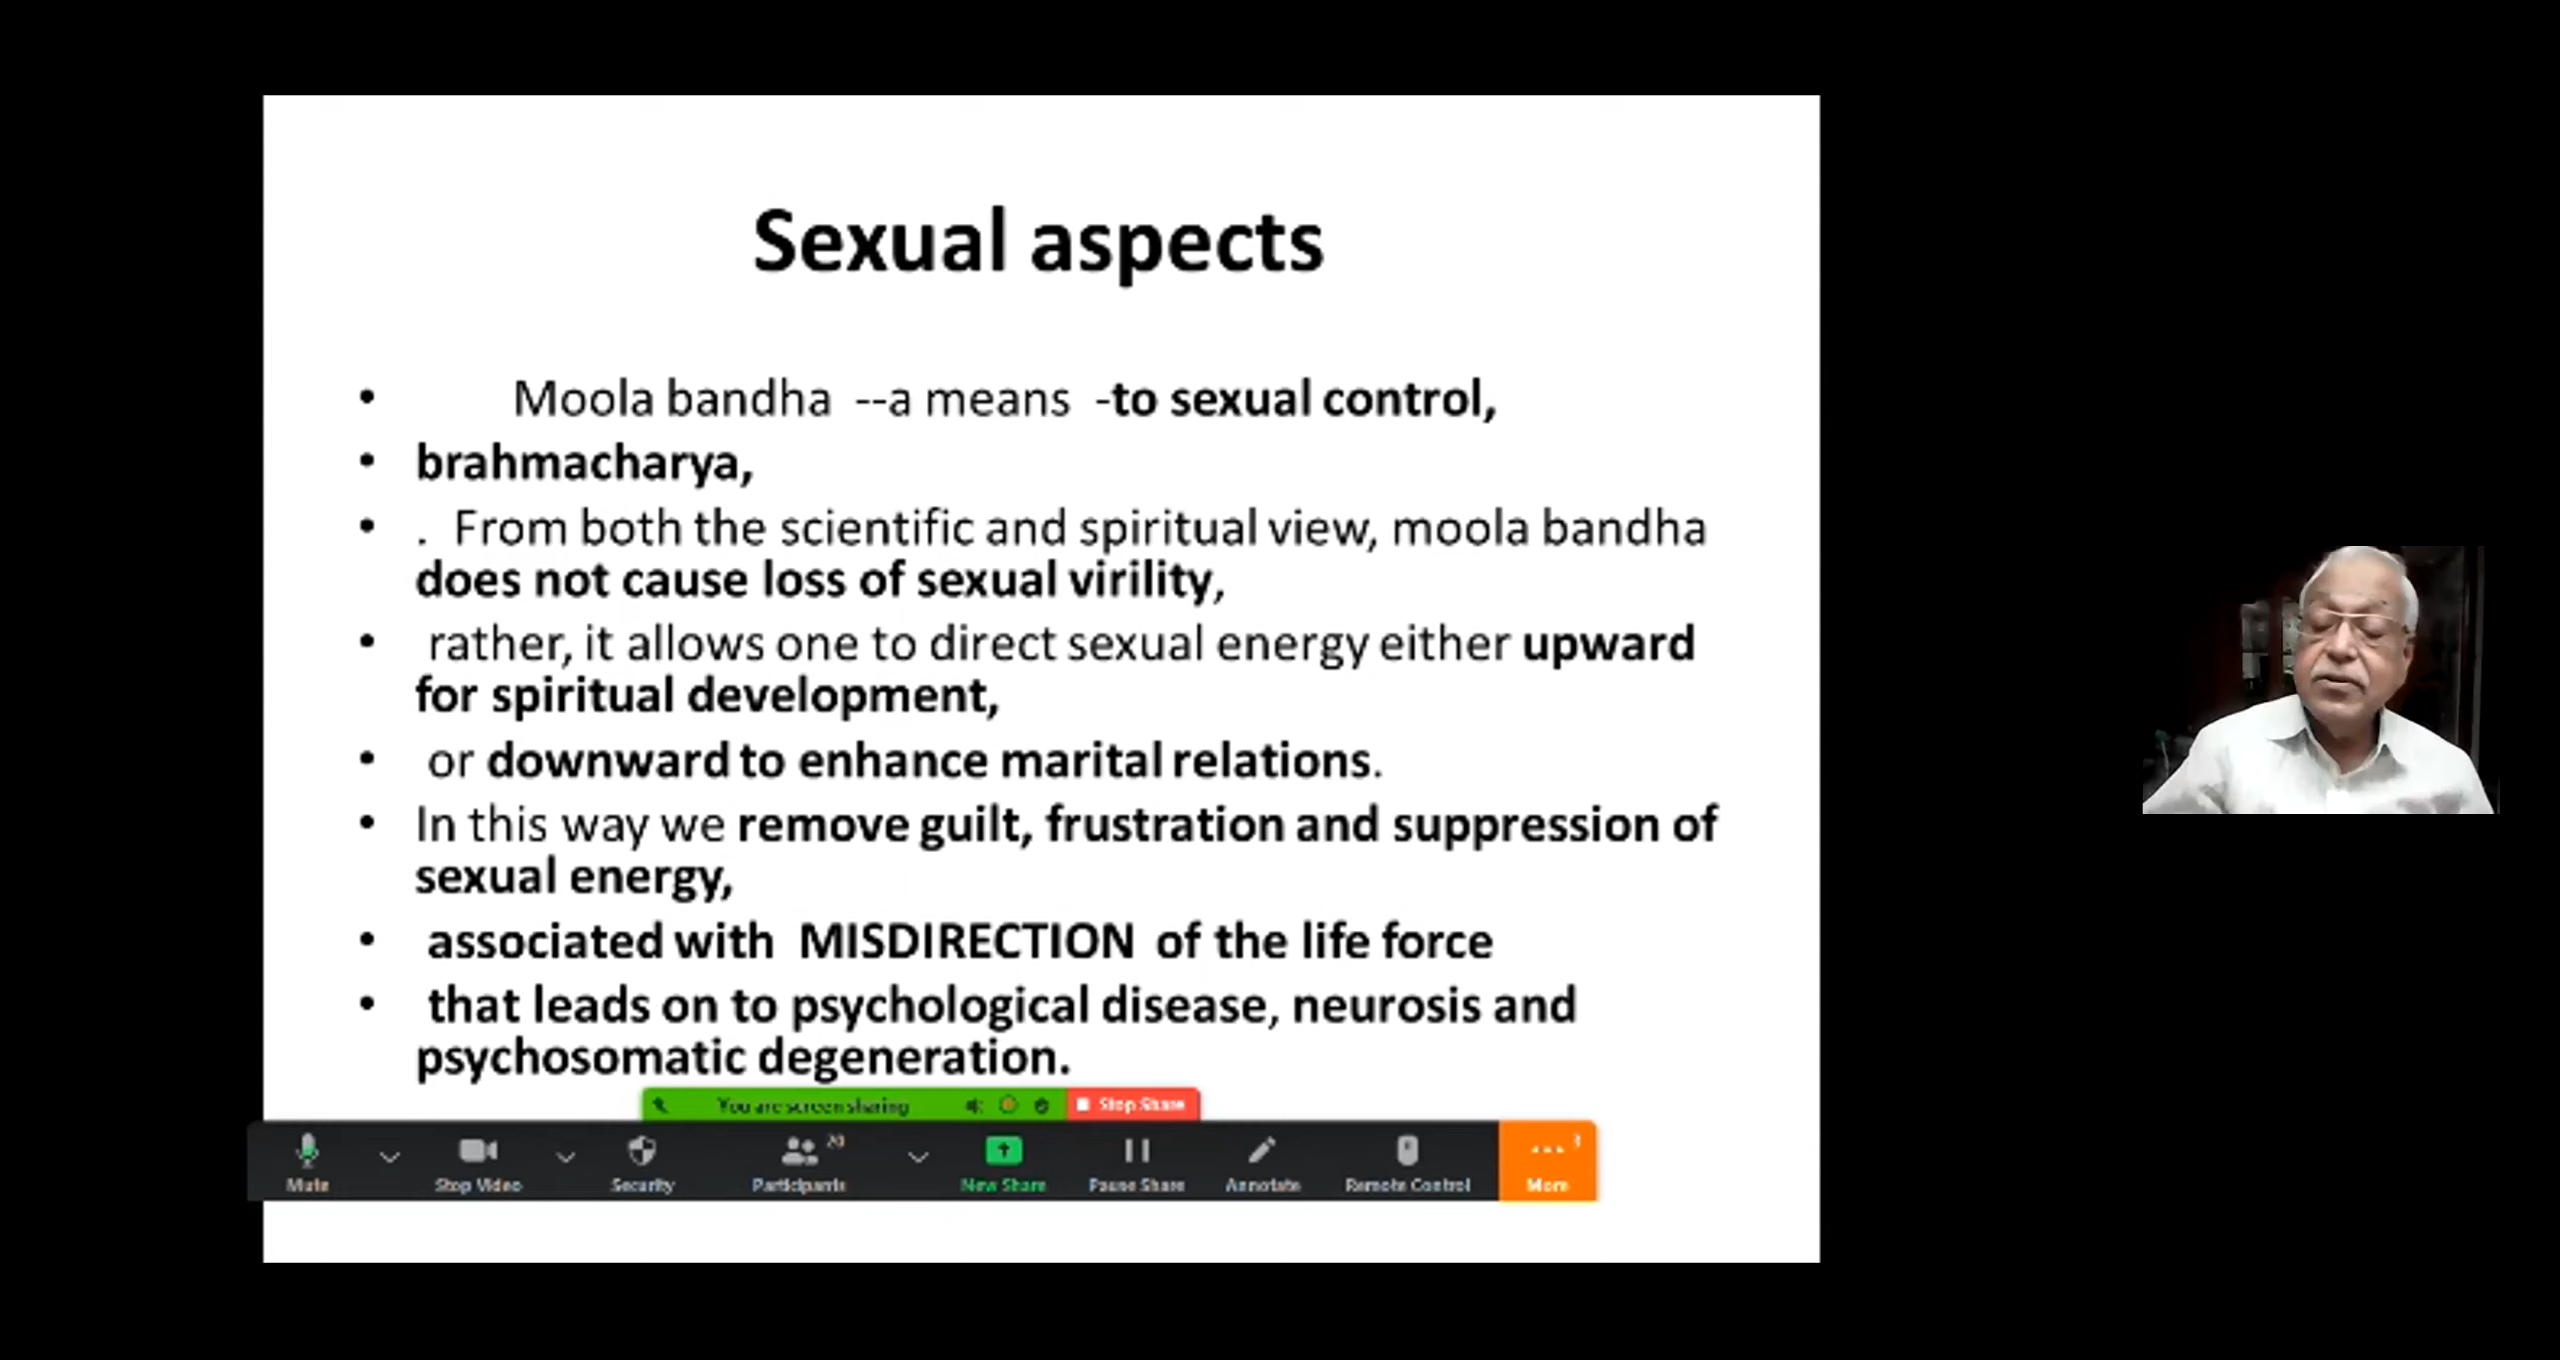 Sexual aspects
• Moola bandha --a means -to sexual control,
• brahmacharya,
• . From both the scientific and spiritual view, moola bandha
does not cause loss of sexual virility,
• rather, it allows one to direct sexual energy either upward
for spiritual development,
• or downward to enhance marital relations.
• In this way we remove guilt, frustration and suppression of
sexual energy,
• associated with MISDIRECTION of the life force
• that leads on to psychological disease, neurosis and
psychosomatic degeneration.
You are screen sharing Stop Share
20 3
Mute Stop Video Security Participants New Share Pause Share Annotate Remote Control More